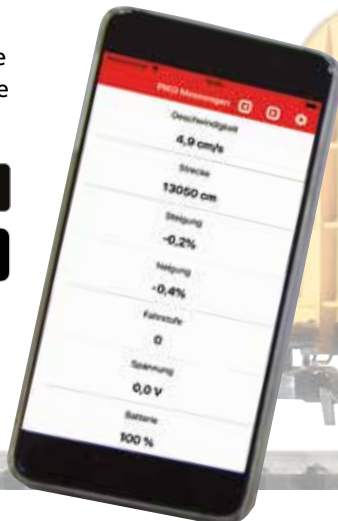 e
e
PIKO Messwagen
Geschwindigkeit
4,9 cm/s
Strecke
13050 cm
Steigung
-0,2%
Neigung
-0,4%
Fahrstufe
0
Spannung
0,0 V
Batterie
100 %